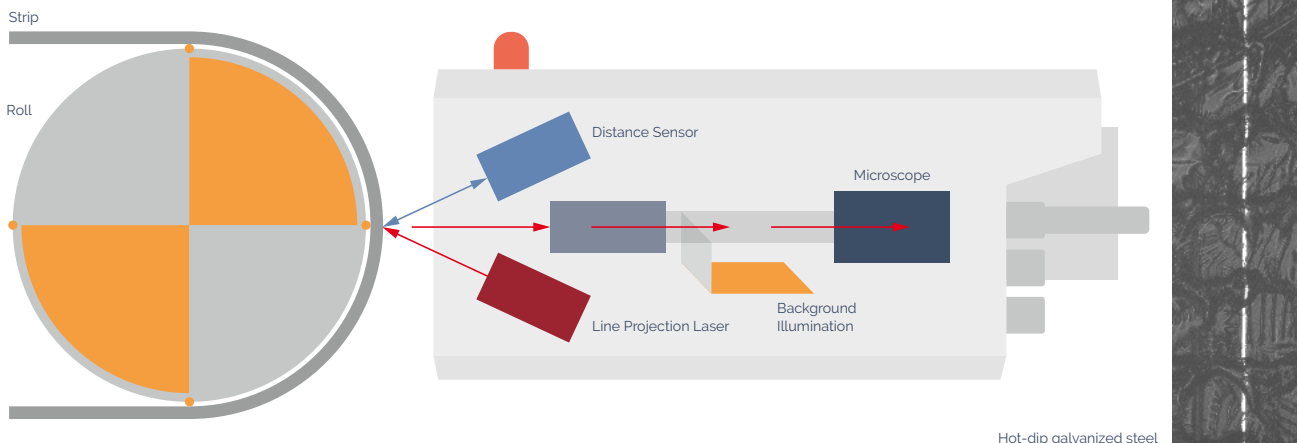 Strip
Roll
Distance Sensor
Microscope
Background
Illumination
Line Projection Laser
Hot-dip galvanized steel